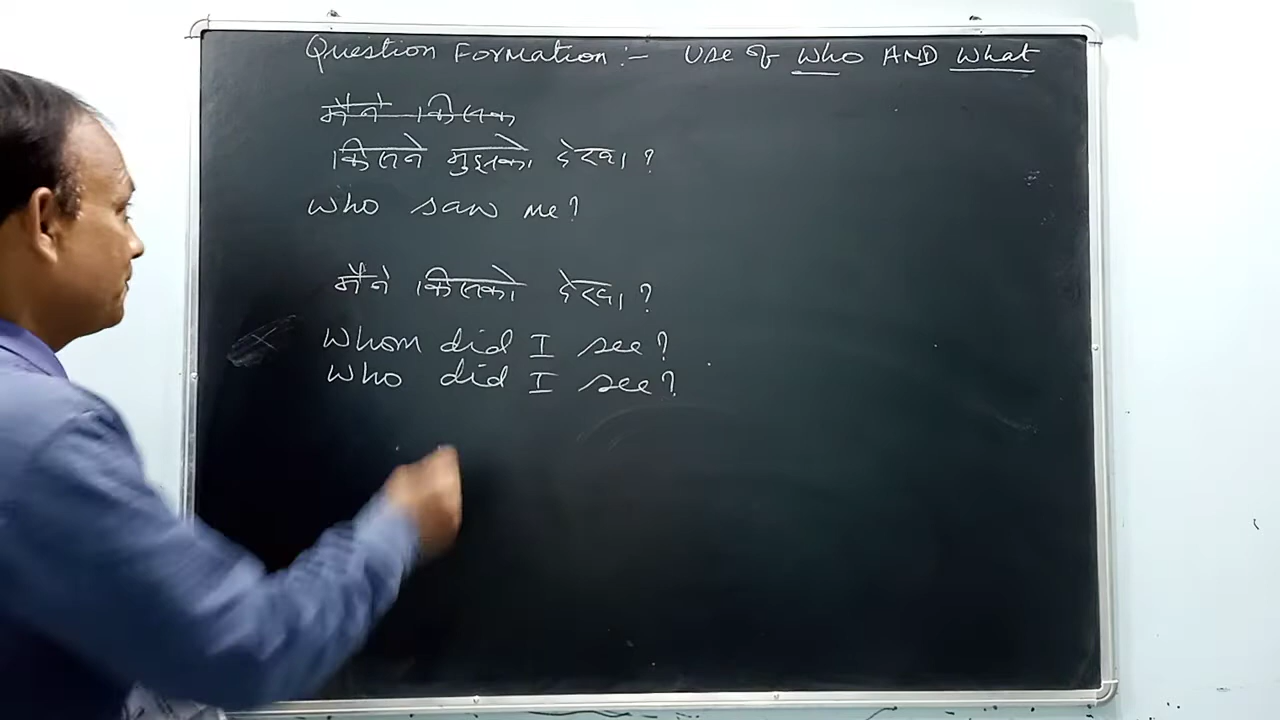 Question Formation :- Use of Who AND What
मैंने किसक
किसने मुझको देखा ?
Who saw me?
मैंने किसको देखा ?
Whom did I see?
Who did I see?